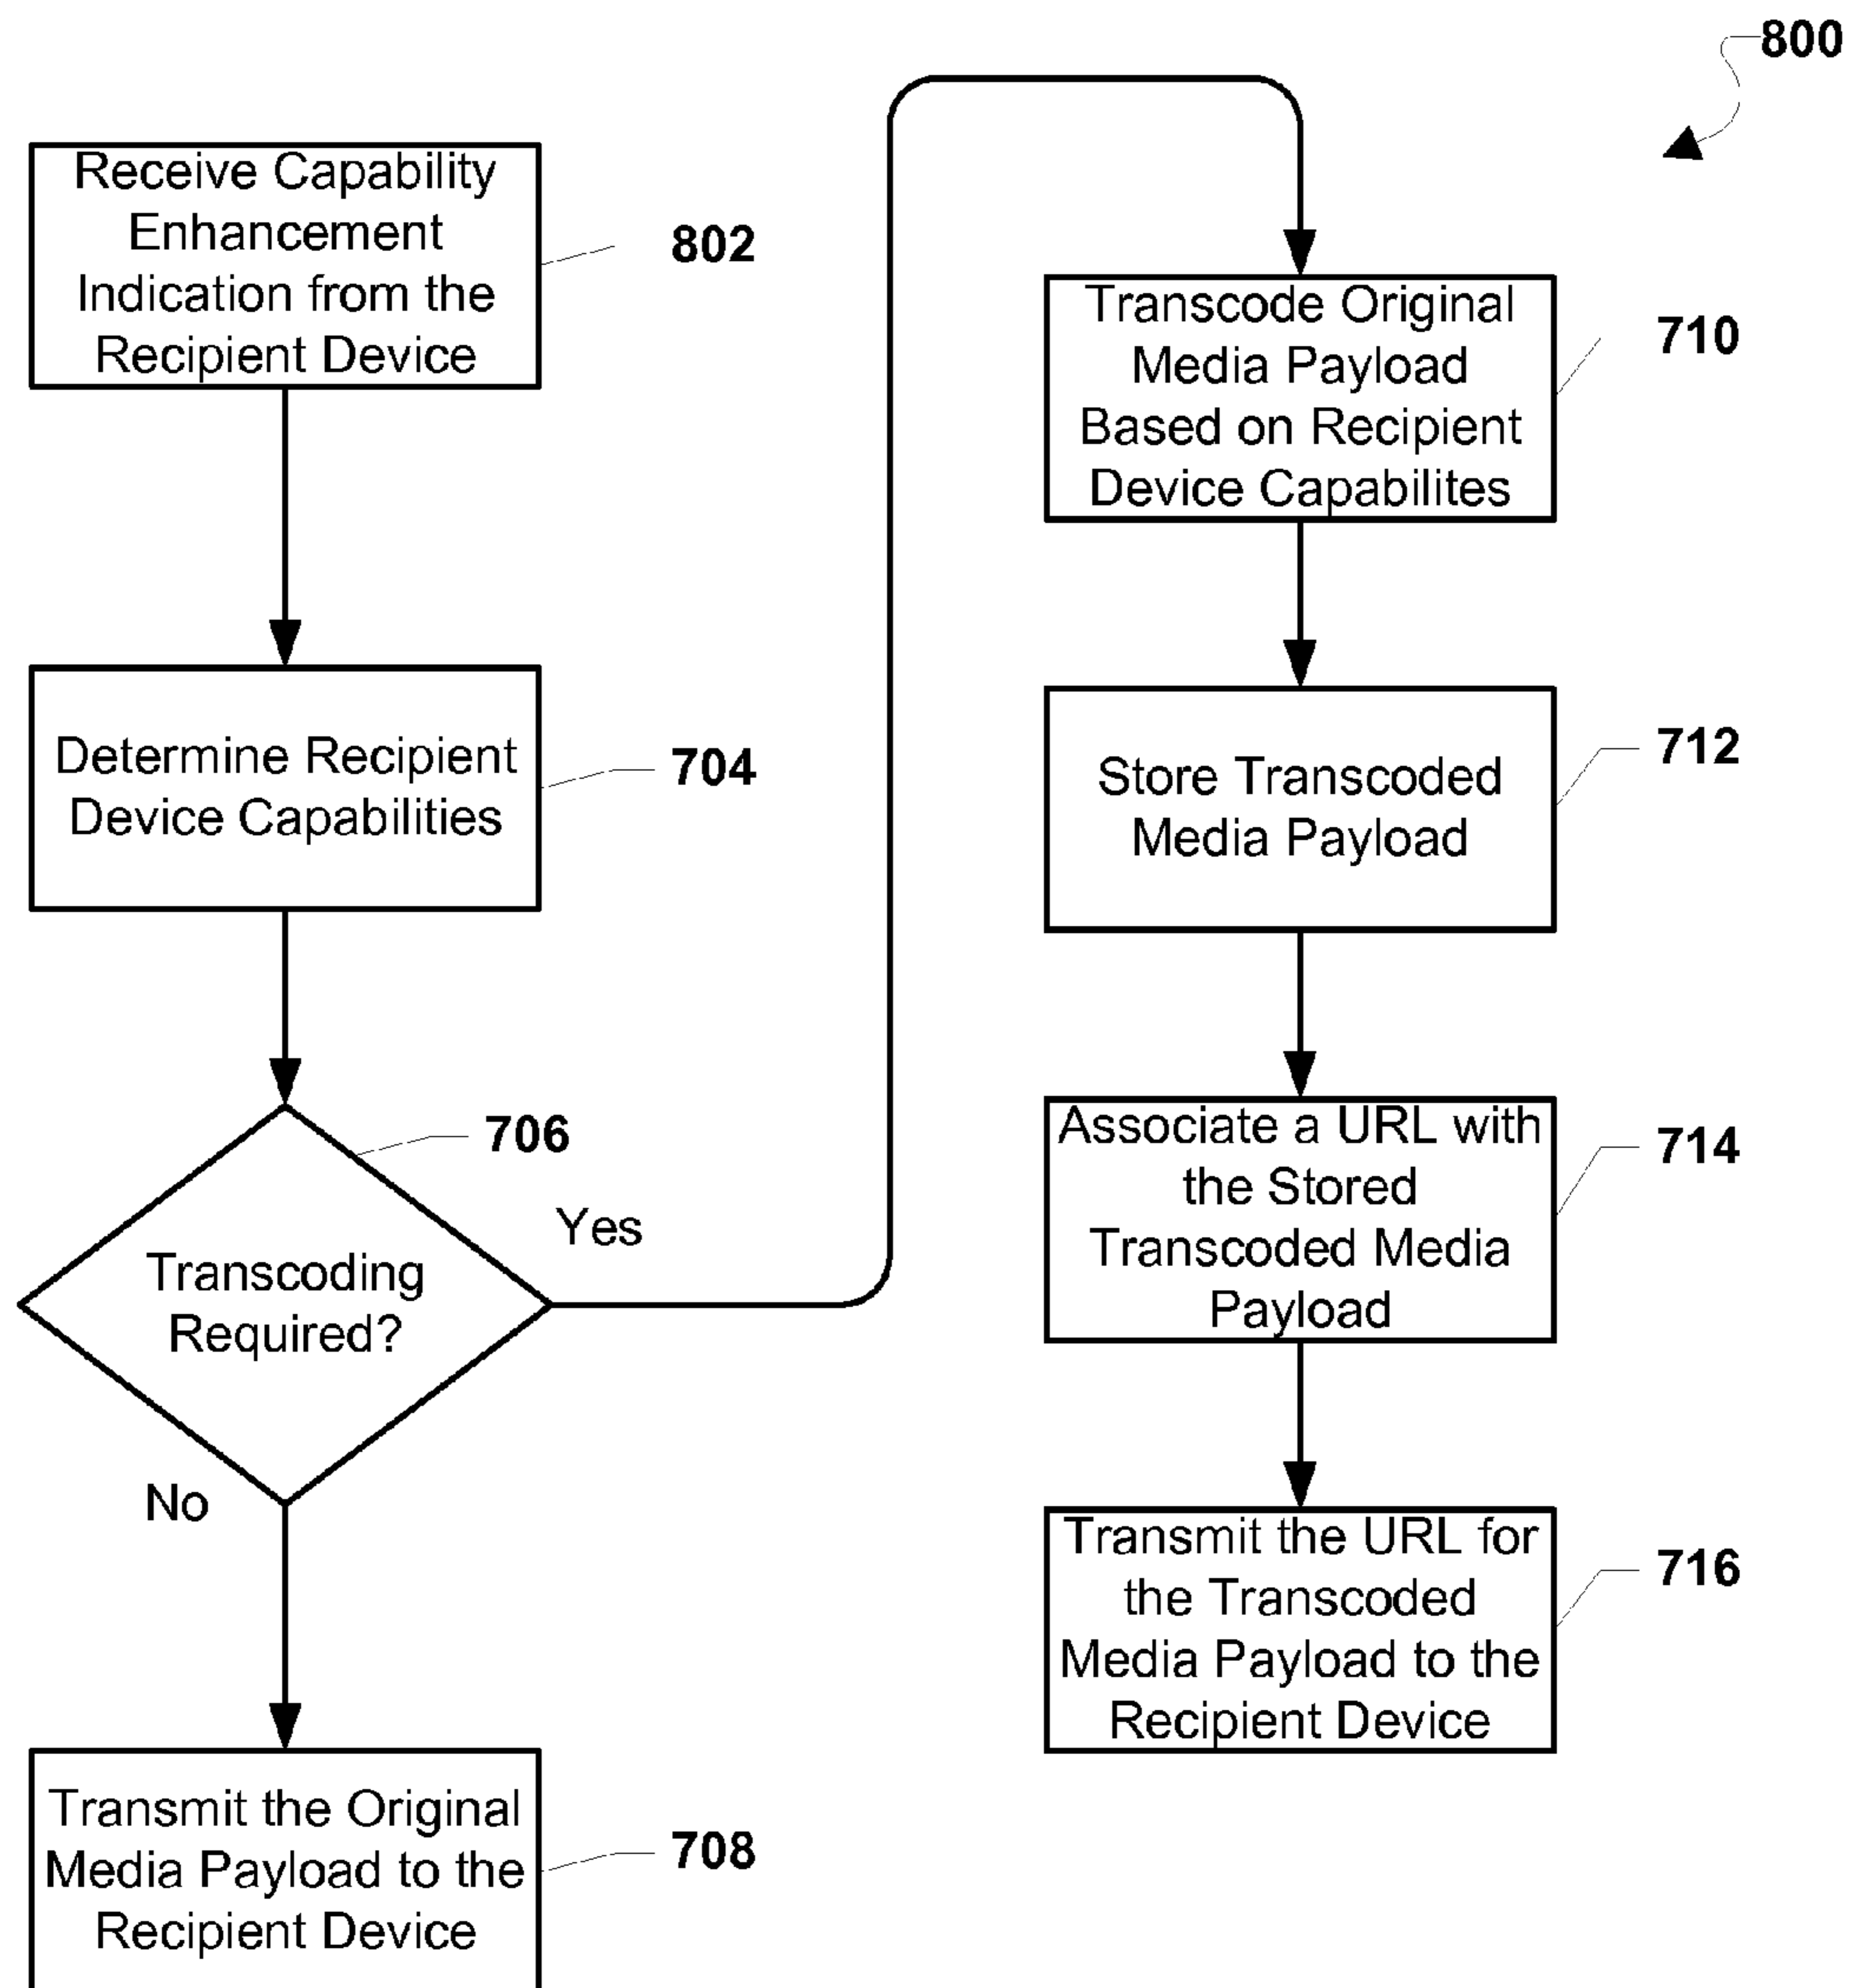 800
Receive Capability
Enhancement
Indication from the
Recipient Device
802
Determine Recipient
Device Capabilities
704
706
Transcoding
Required?
Yes
No
Transmit the Original
Media Payload to the
Recipient Device
708
Transcode Original
Media Payload
Based on Recipient
Device Capabilites
710
Store Transcoded
Media Payload
712
Associate a URL with
the Stored
Transcoded Media
Payload
714
Transmit the URL for
the Transcoded
Media Payload to the
Recipient Device
716